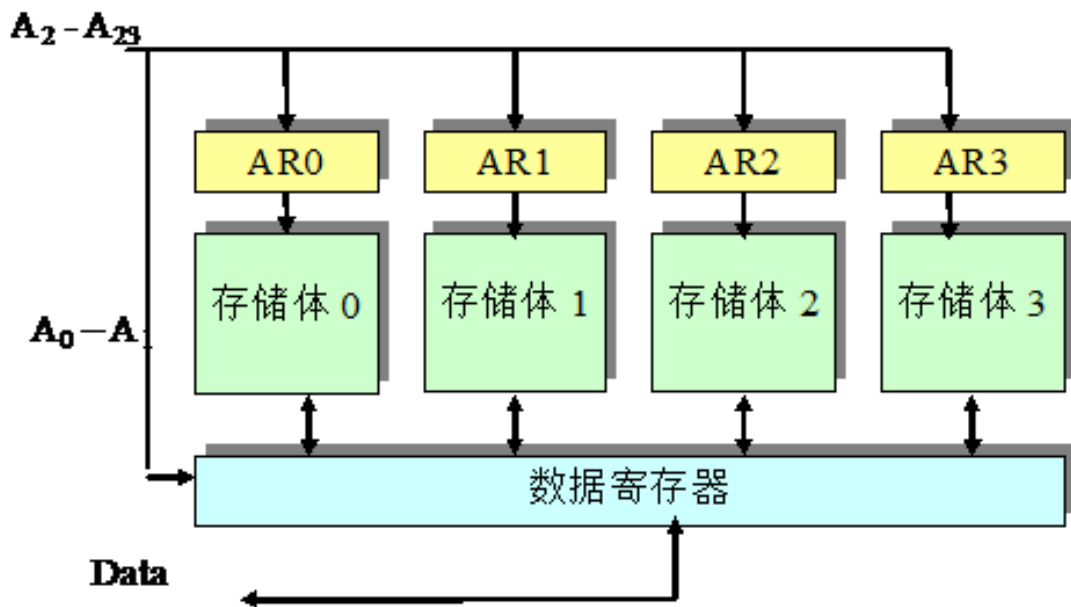 A₂-A₂₉
AR0 AR1 AR2 AR3
存储体 0 存储体 1 存储体 2 存储体 3
A₀-A
数据寄存器
Data